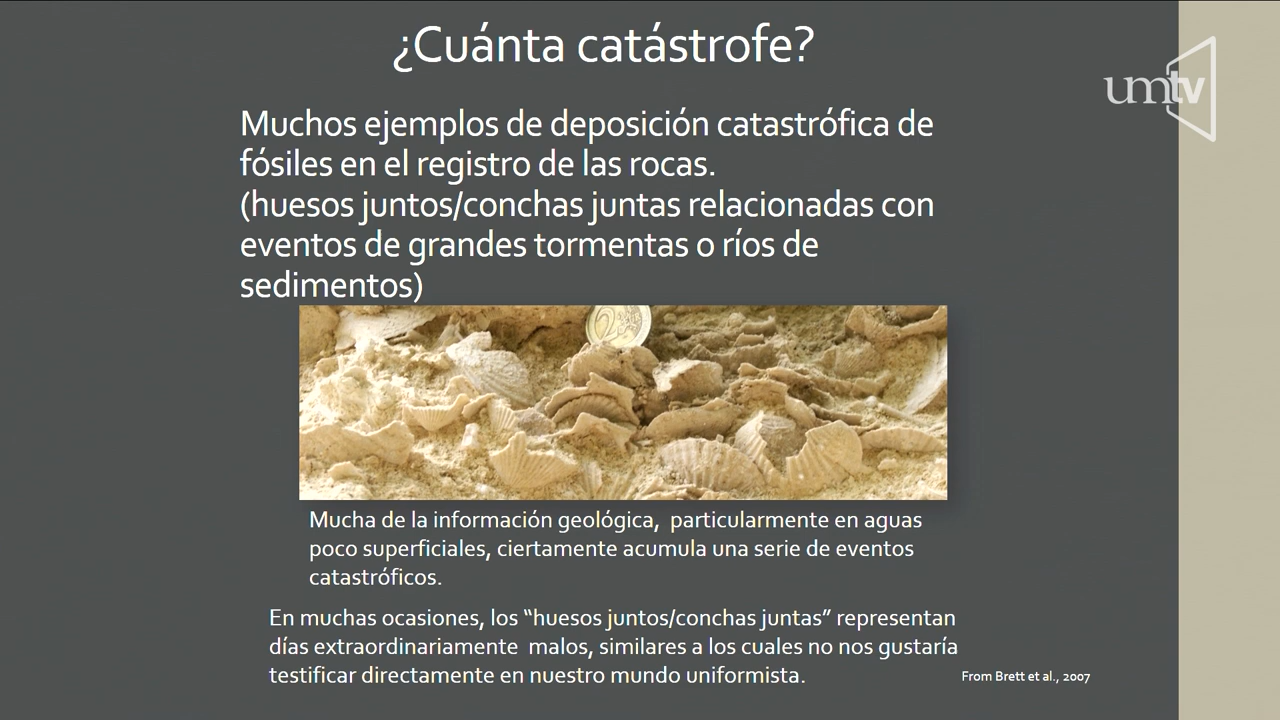 ¿Cuánta catástrofe?
umtv
Muchos ejemplos de deposición catastrófica de
fósiles en el registro de las rocas.
(huesos juntos/conchas juntas relacionadas con
eventos de grandes tormentas o ríos de
sedimentos)
2
Mucha de la información geológica, particularmente en aguas
poco superficiales, ciertamente acumula una serie de eventos
catastróficos.
En muchas ocasiones, los “huesos juntos/conchas juntas” representan
días extraordinariamente malos, similares a los cuales no nos gustaría
testificar directamente en nuestro mundo uniformista.
From Brett et al., 2007